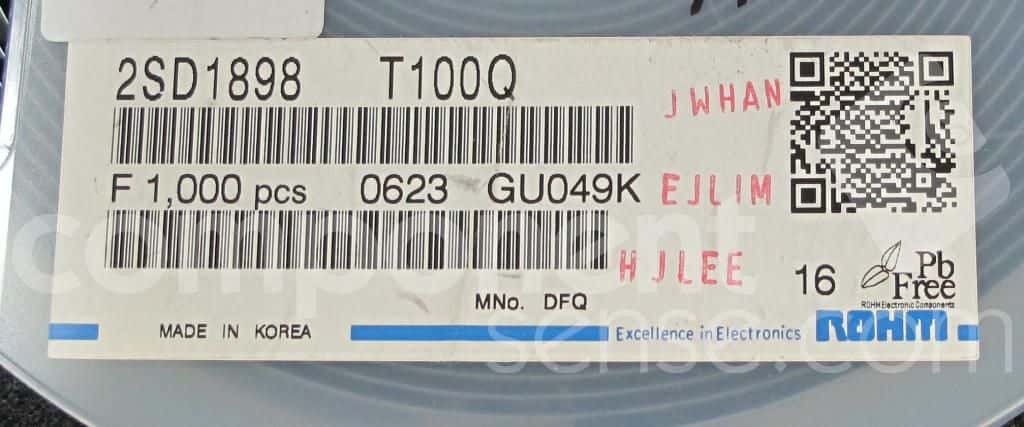 2SD1898 T100Q
JWHAN
F 1,000 pcs 0623 GU049K
EJLIM
HJLEE
16
Pb
Free
ROHM Electronic Components
MNo. DFQ
MADE IN KOREA
Excellence in Electronics
ROHM
component
sense.com